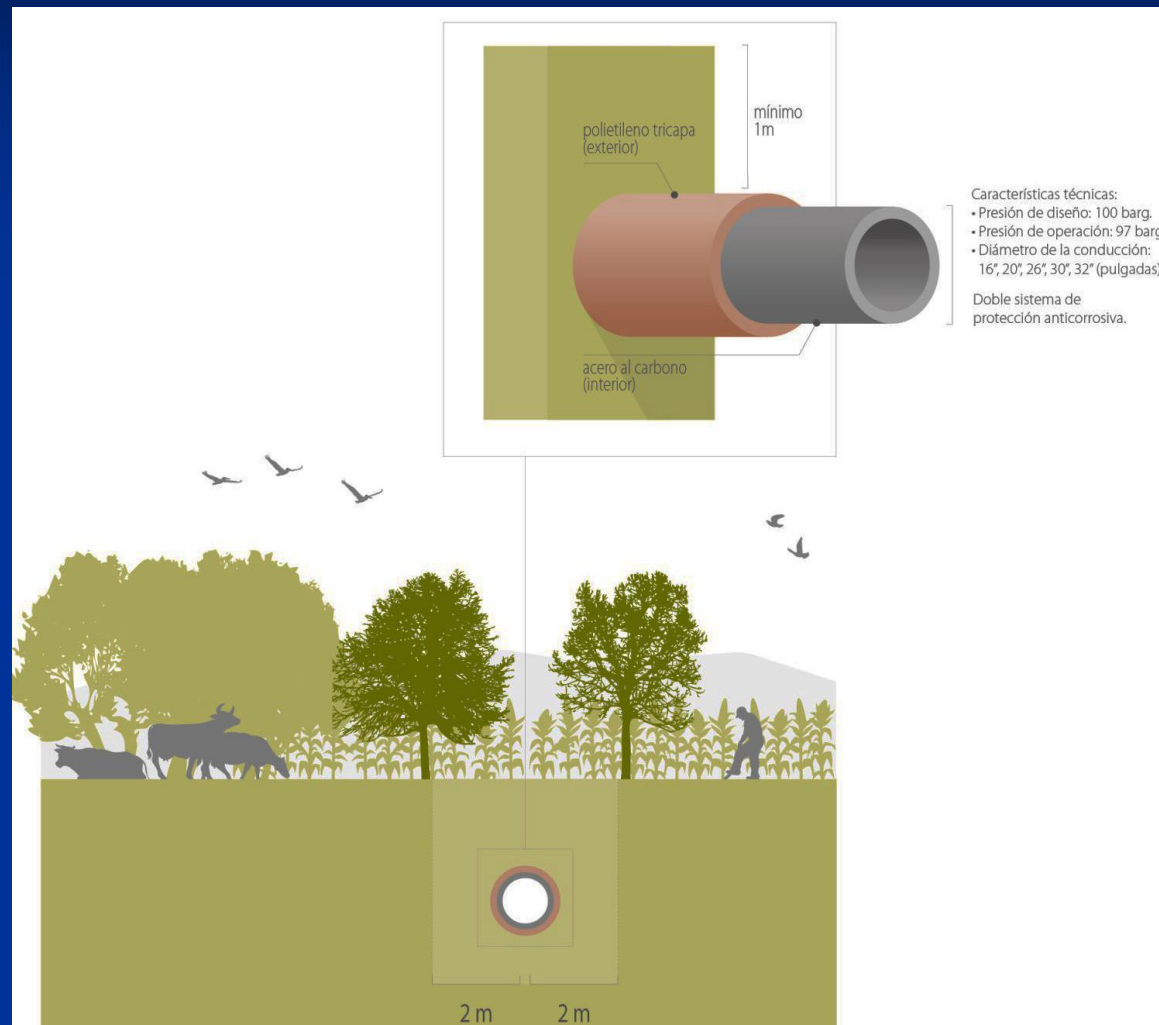 mínimo
1m
polietileno tricapa
(exterior)
acero al carbono
(interior)
Características técnicas:
• Presión de diseño: 100 barg.
• Presión de operación: 97 barg
• Diámetro de la conducción:
16”, 20”, 26”, 30”, 32” (pulgadas)
Doble sistema de
protección anticorrosiva.
2 m 2 m